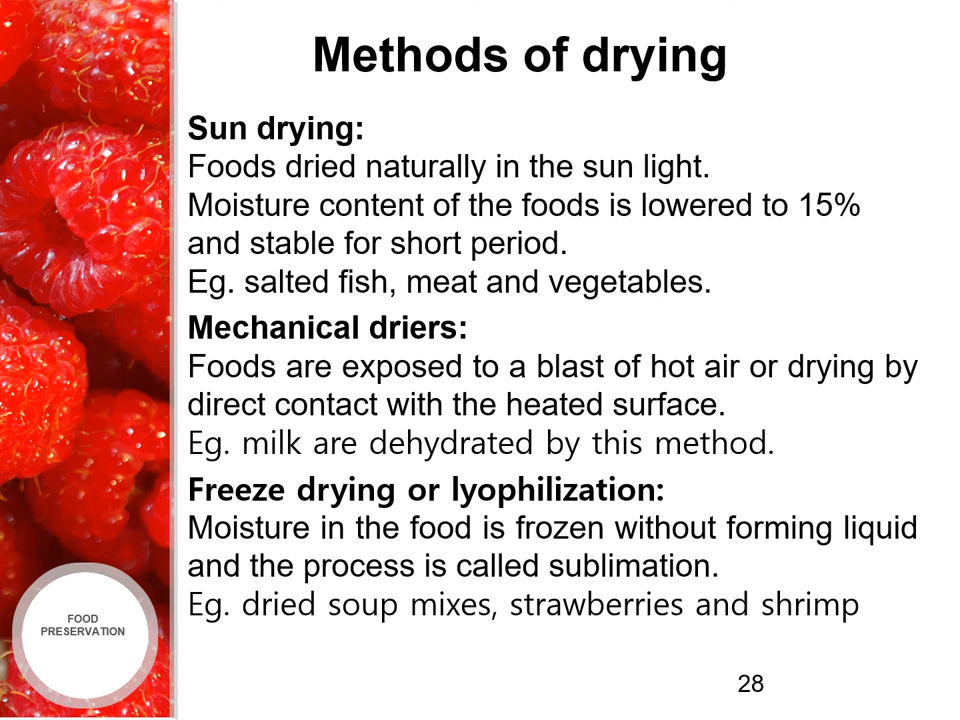 Methods of drying
Sun drying:
Foods dried naturally in the sun light.
Moisture content of the foods is lowered to 15%
and stable for short period.
Eg. salted fish, meat and vegetables.
Mechanical driers:
Foods are exposed to a blast of hot air or drying by
direct contact with the heated surface.
Eg. milk are dehydrated by this method.
Freeze drying or lyophilization:
Moisture in the food is frozen without forming liquid
and the process is called sublimation.
Eg. dried soup mixes, strawberries and shrimp
FOOD
PRESERVATION
28